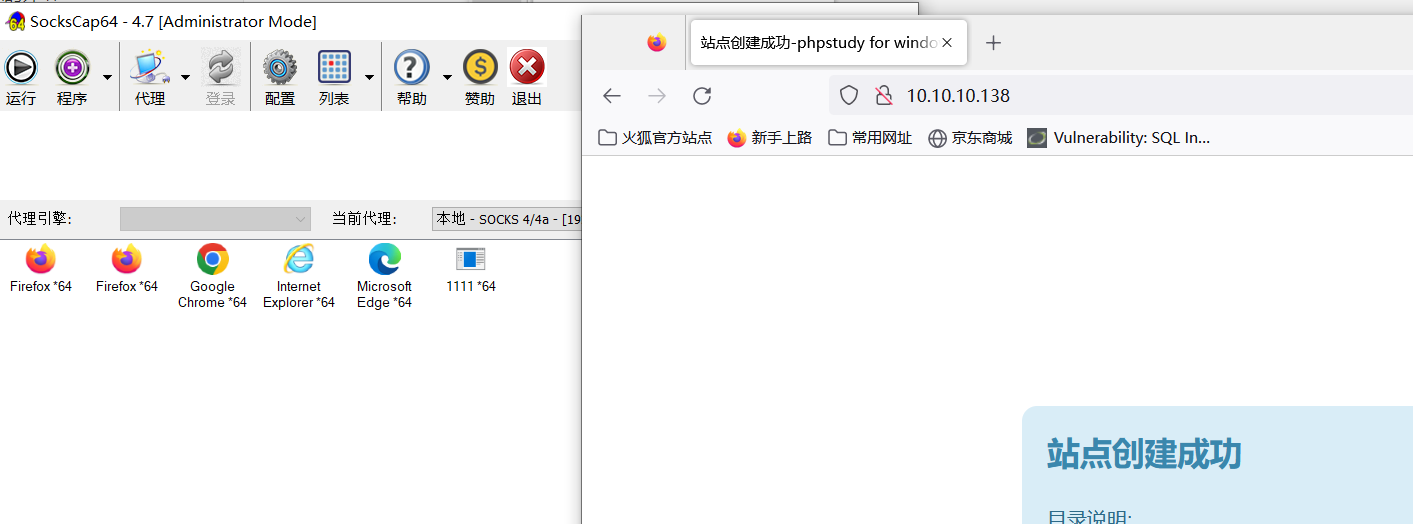 SocksCap64 - 4.7 [Administrator Mode]
运行 程序 代理 登录 配置 列表 帮助 赞助 退出
代理引擎: 当前代理: 本地 - SOCKS 4/4a - [19
Firefox *64
Firefox *64
Google
Chrome *64
Internet
Explorer *64
Microsoft
Edge *64
1111 *64
站点创建成功-phpstudy for windo
10.10.10.138
火狐官方站点 新手上路 常用网址 京东商城 Vulnerability: SQL In...
站点创建成功
目录说明: